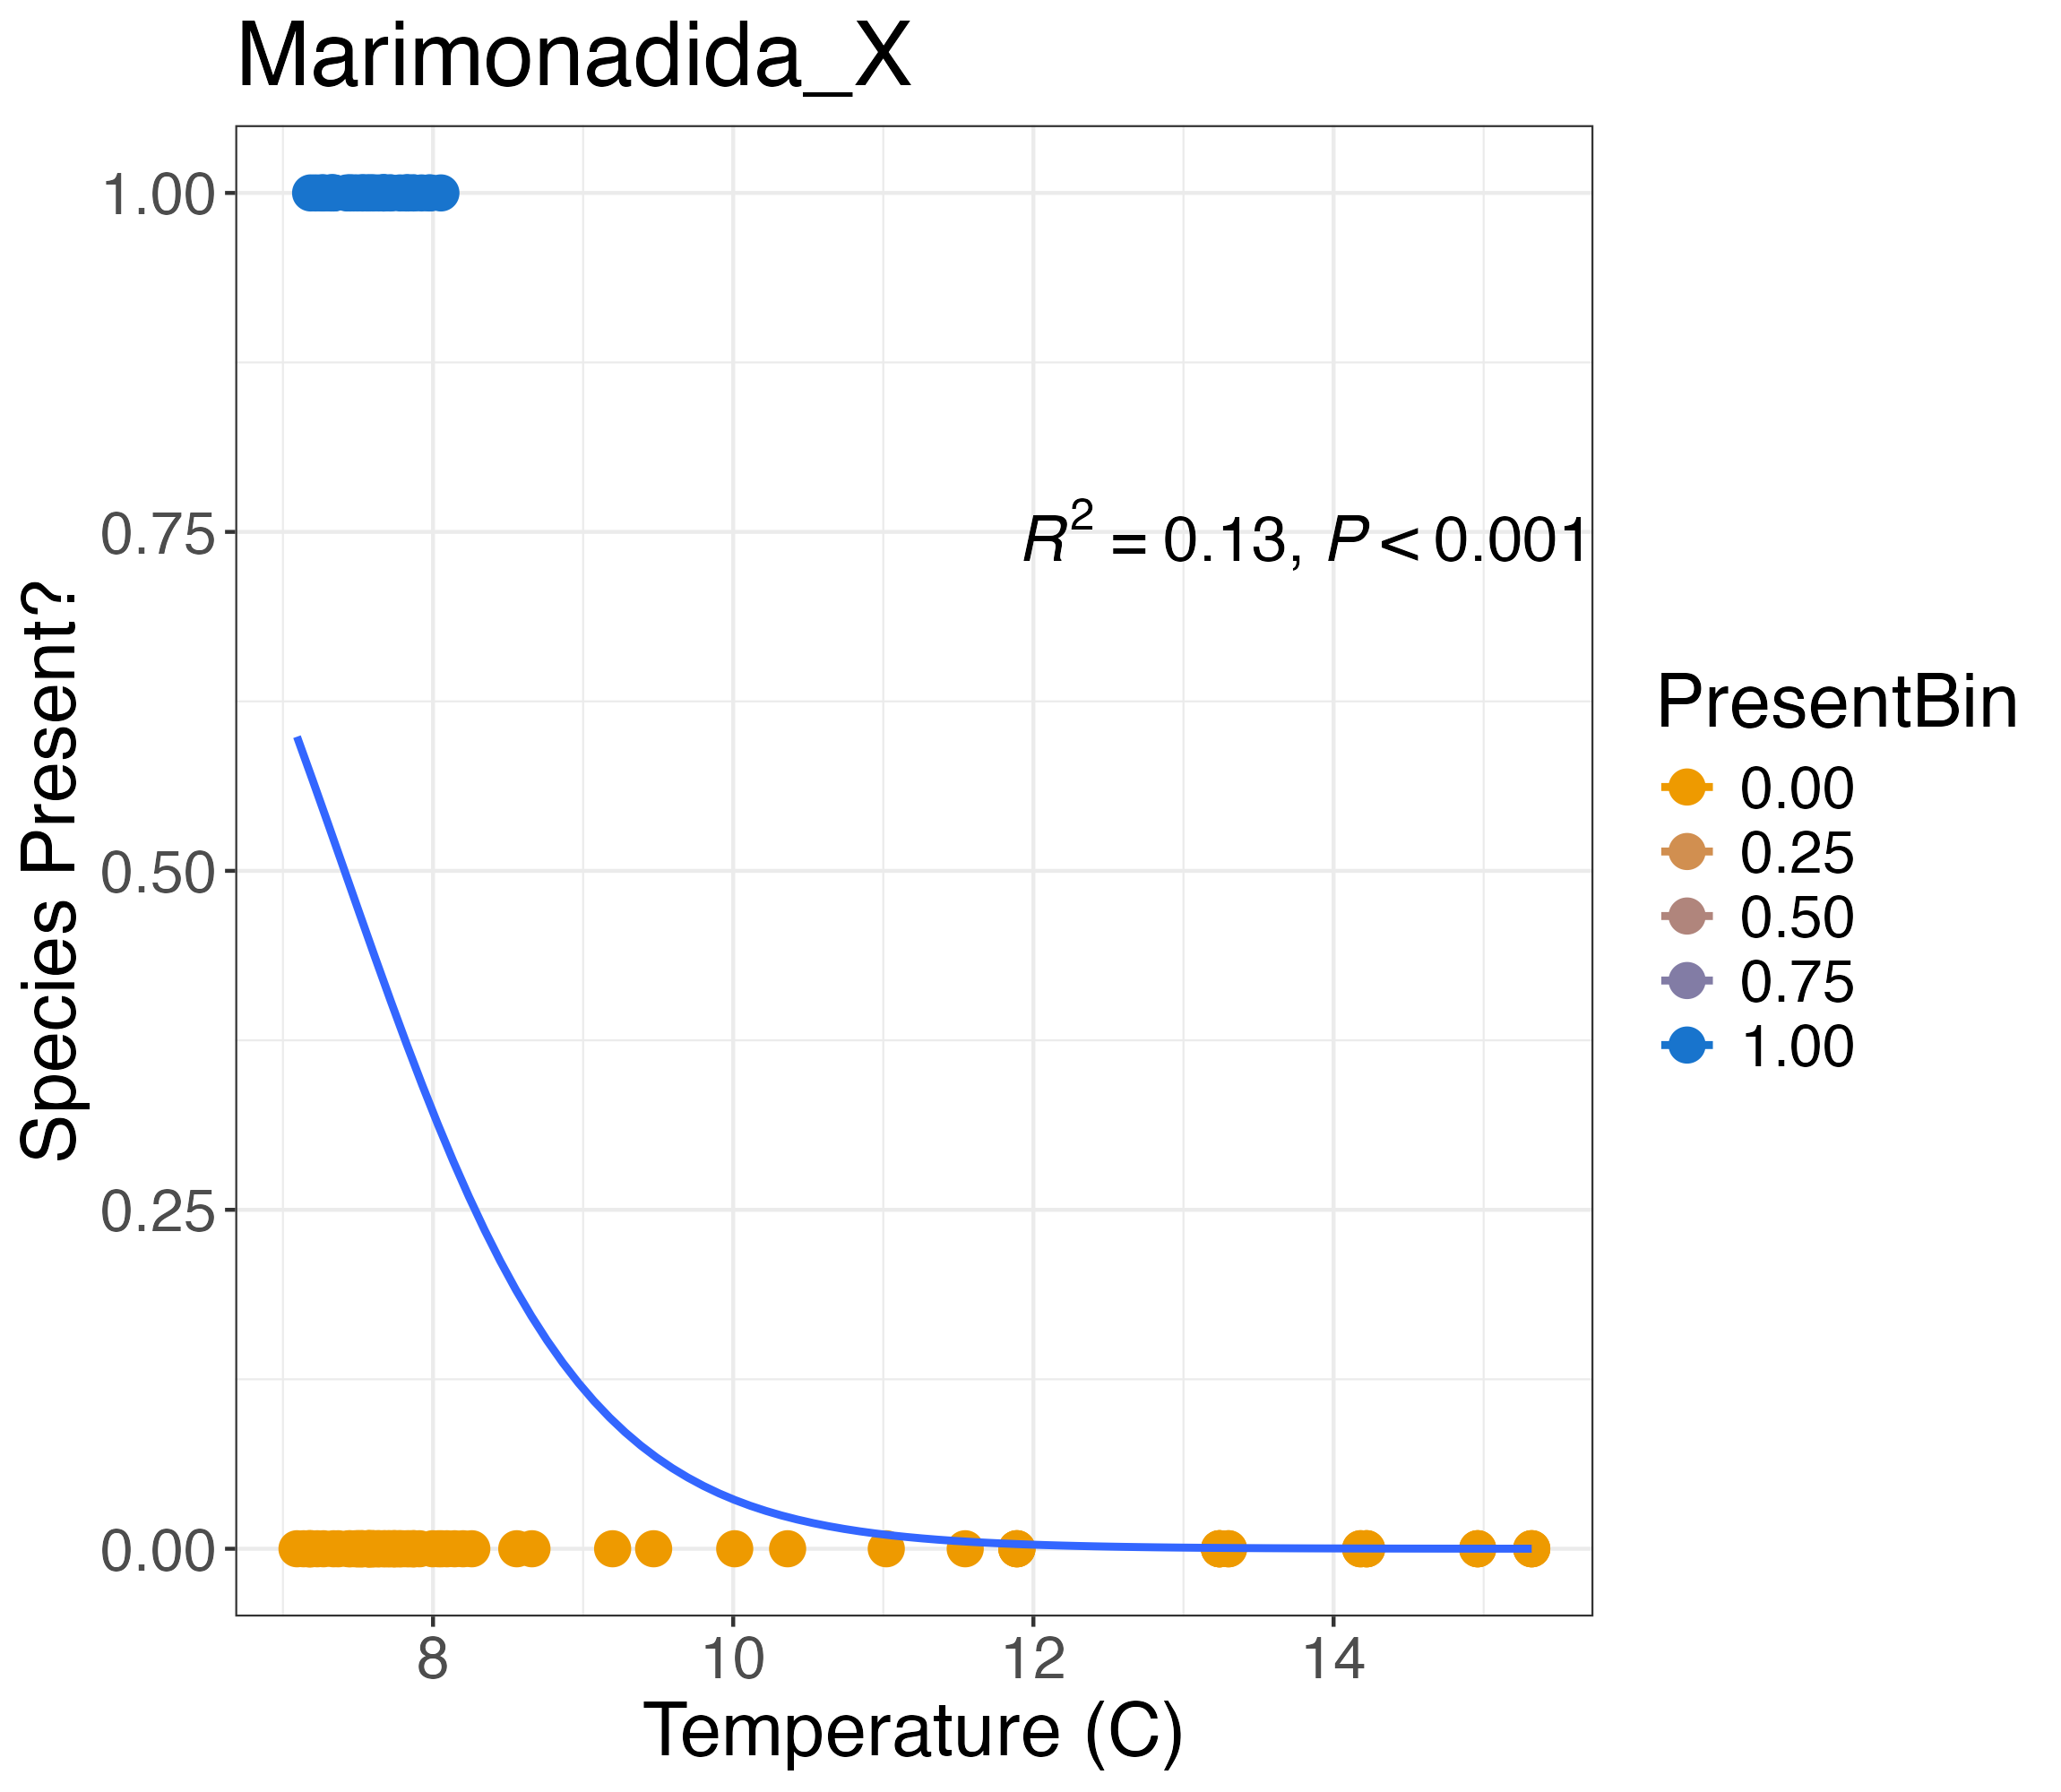 Marimonadida_X
1.00
0.75
0.50
0.25
0.00
Species Present?
R² = 0.13, P < 0.001
8 10 12 14
Temperature (C)
PresentBin
0.00
0.25
0.50
0.75
1.00